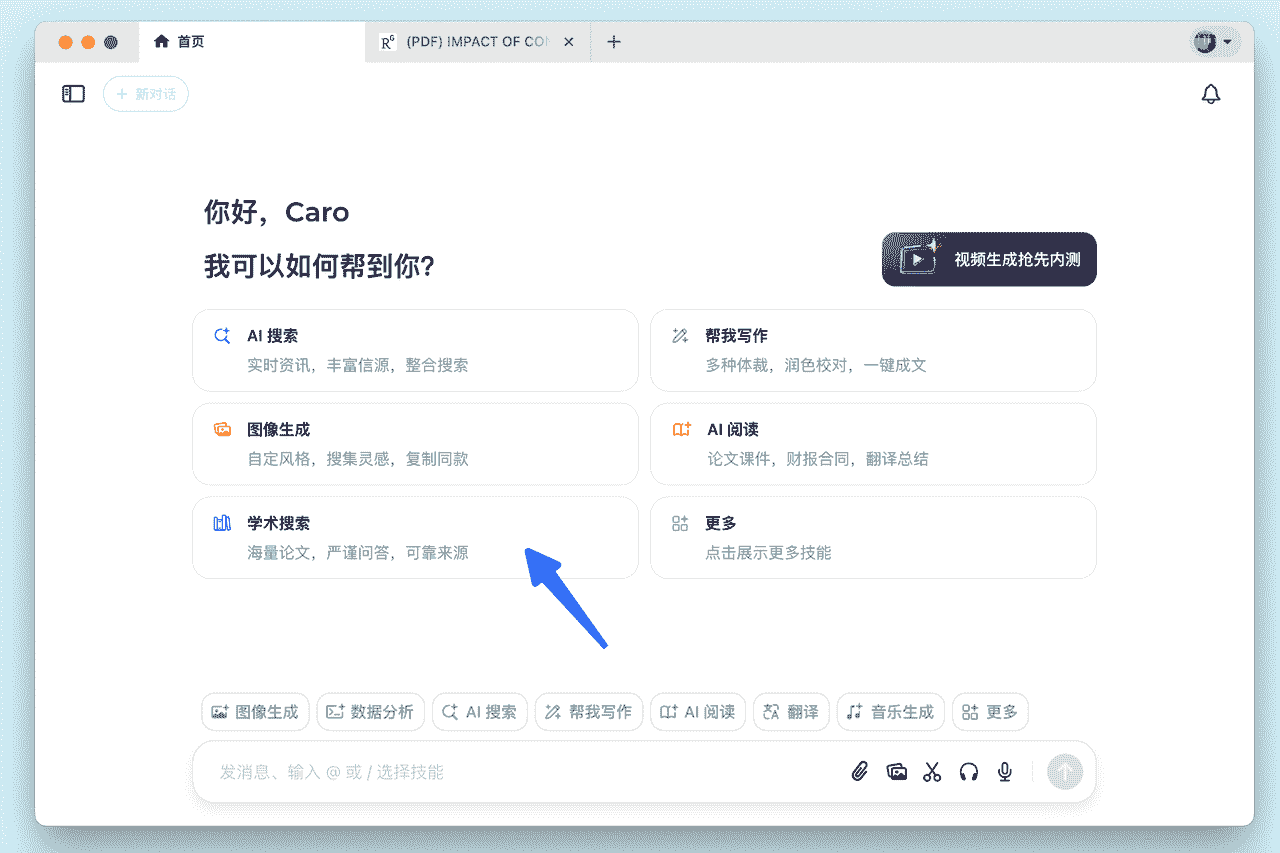 首页
R^G (PDF) IMPACT OF CON
新对话
你好，Caro
我可以如何帮到你?
视频生成抢先内测
AI 搜索
实时资讯，丰富信源，整合搜索
帮我写作
多种体裁，润色校对，一键成文
图像生成
自定风格，搜集灵感，复制同款
AI 阅读
论文课件，财报合同，翻译总结
学术搜索
海量论文，严谨问答，可靠来源
更多
点击展示更多技能
图像生成 数据分析 AI 搜索 帮我写作 AI 阅读 翻译 音乐生成 更多
发消息、输入 @ 或 / 选择技能